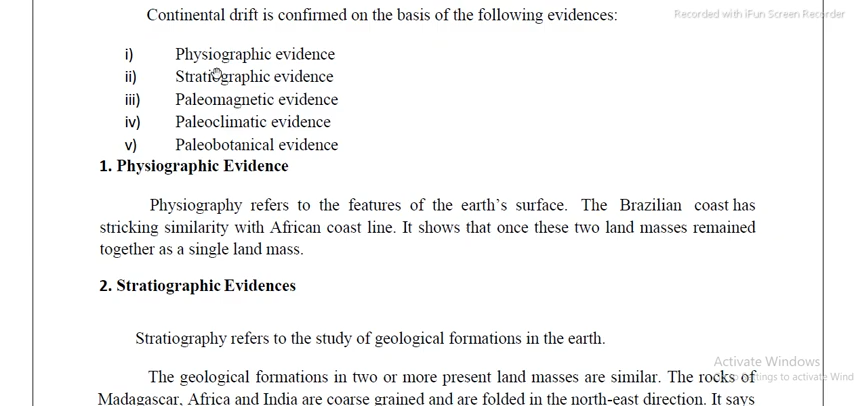 Continental drift is confirmed on the basis of the following evidences:
Recorded with iFun Screen Recorder
i) Physiographic evidence
ii) Stratiographic evidence
iii) Paleomagnetic evidence
iv) Paleoclimatic evidence
v) Paleobotanical evidence
1. Physiographic Evidence
Physiography refers to the features of the earth's surface. The Brazilian coast has
stricking similarity with African coast line. It shows that once these two land masses remained
together as a single land mass.
2. Stratiographic Evidences
Stratiography refers to the study of geological formations in the earth.
Activate Windows
The geological formations in two or more present land masses are similar. The rocks of
to activate Wind
Madagascar, Africa and India are coarse grained and are folded in the north-east direction. It says